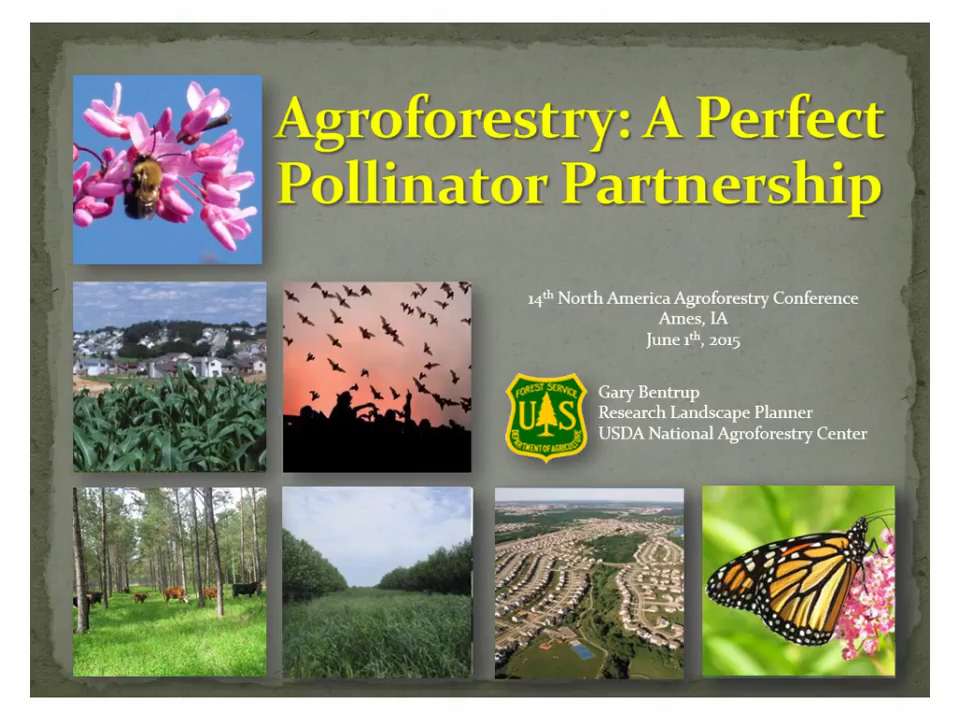 Agroforestry: A Perfect
Pollinator Partnership
14th North America Agroforestry Conference
Ames, IA
June 1th, 2015
FOREST SERVICE
U S
DEPARTMENT OF AGRICULTURE
Gary Bentrup
Research Landscape Planner
USDA National Agroforestry Center